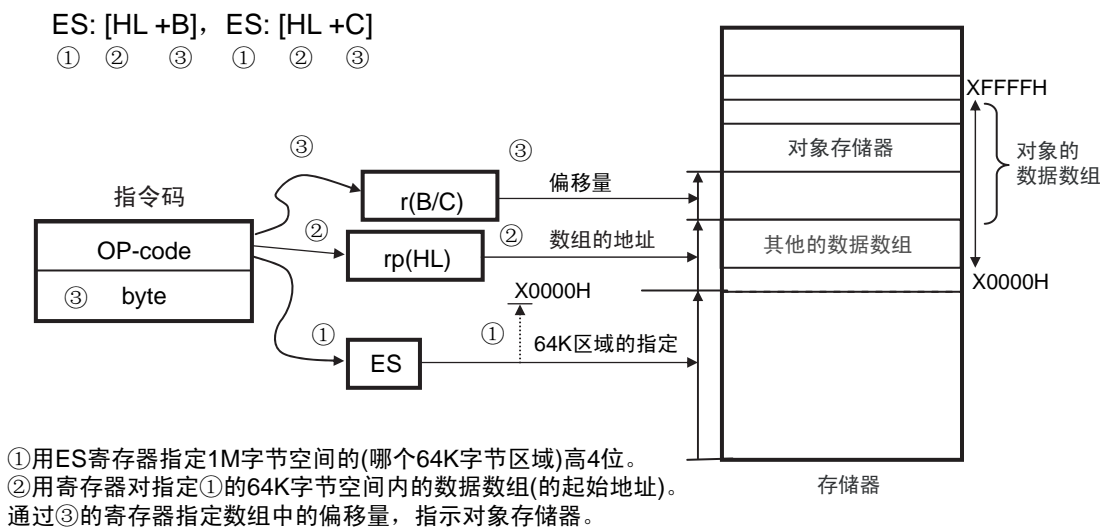 ES: [HL +B]，ES: [HL +C]
① ② ③ ① ② ③
XFFFFH
③
③
对象存储器
对象的
数据数组
指令码
r(B/C)
偏移量
OP-code
②
rp(HL)
②
数组的地址
其他的数据数组
③ byte
X0000H
X0000H
①
ES
①
64K区域的指定
①用ES寄存器指定1M字节空间的(哪个64K字节区域)高4位。
②用寄存器对指定①的64K字节空间内的数据数组(的起始地址)。
通过③的寄存器指定数组中的偏移量，指示对象存储器。
存储器